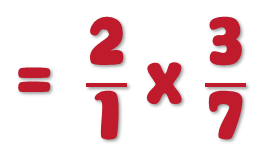 = 2/1 x 3/7